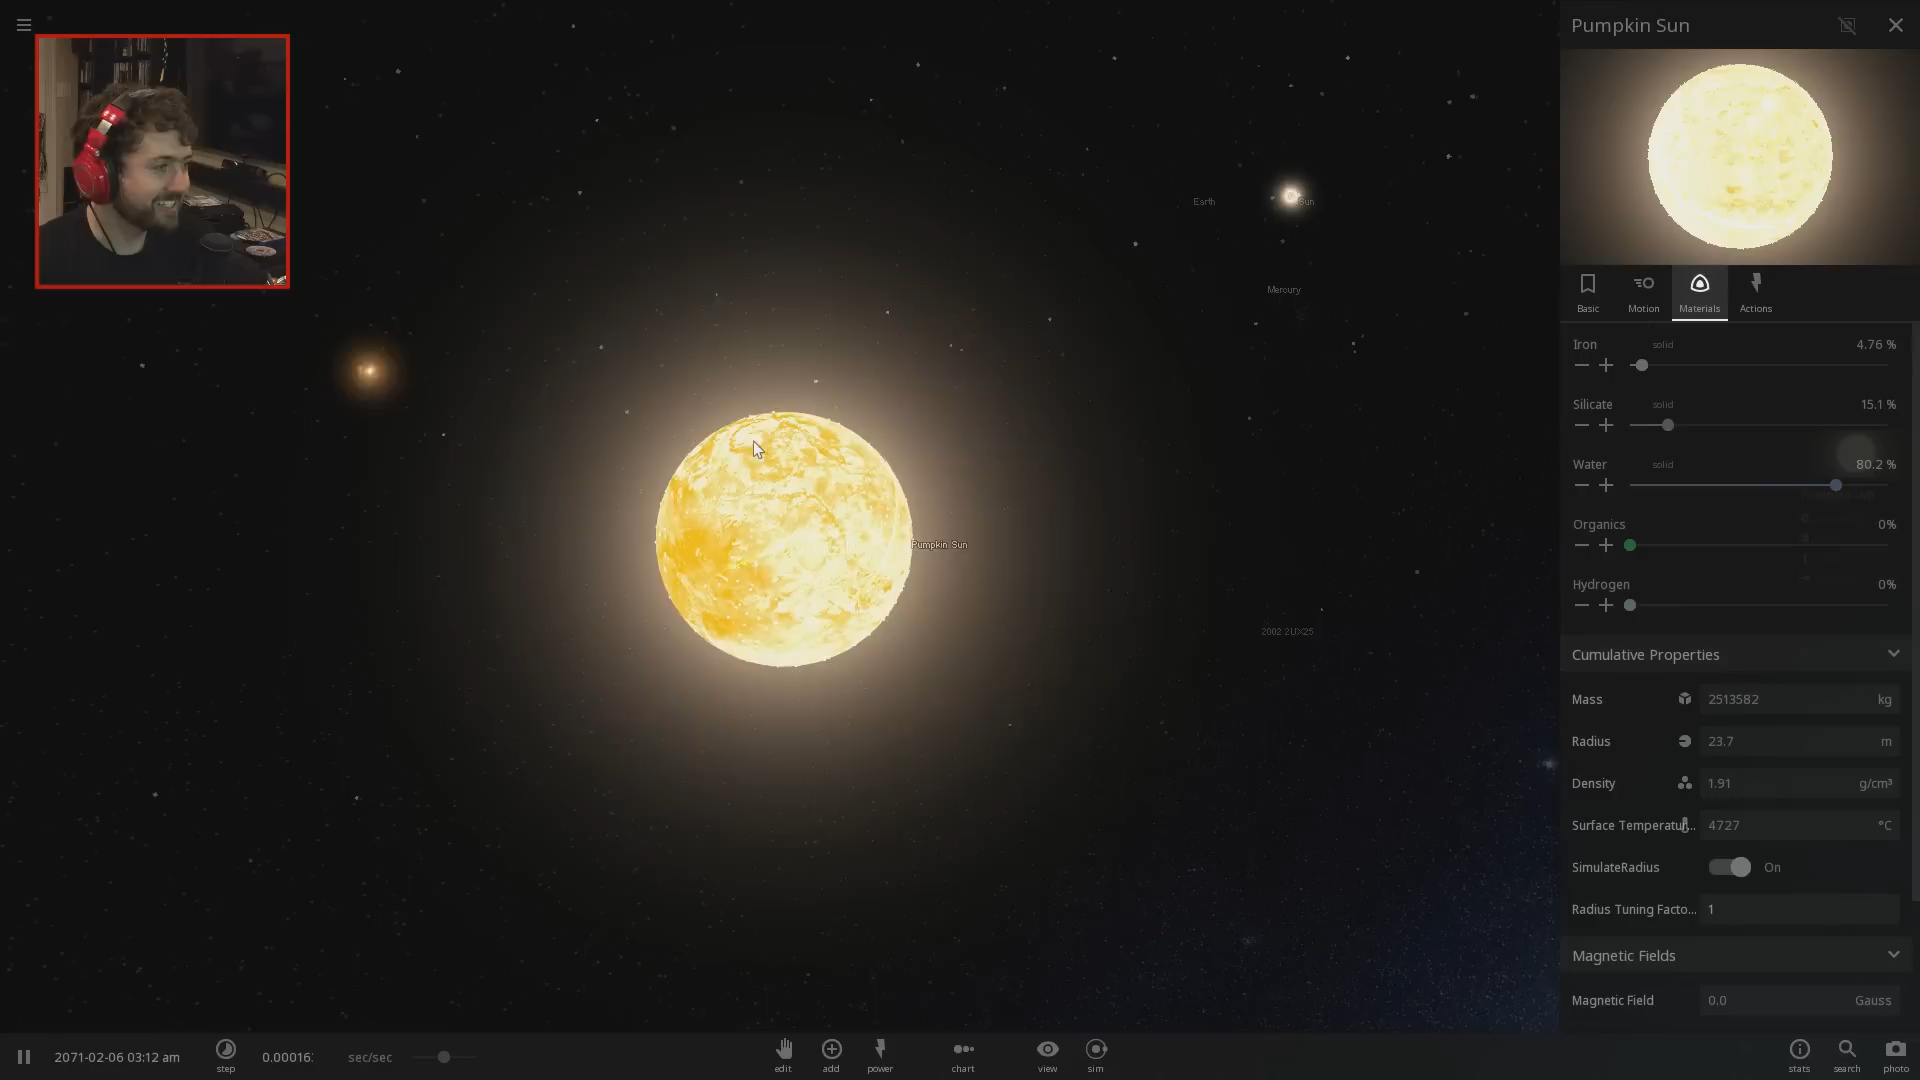 Pumpkin Sun
Earth
Sun
Mercury
Pumpkin Sun
2002 2UX25
Basic
Motion
Materials
Actions
Iron solid 4.76 %
Silicate solid 15.1 %
Water solid 80.2 %
Organics 0%
Hydrogen 0%
Cumulative Properties
Mass 2513582 kg
Radius 23.7 m
Density 1.91 g/cm³
Surface Temperatur... 4727 °C
SimulateRadius On
Radius Tuning Facto... 1
Magnetic Fields
Magnetic Field 0.0 Gauss
2071-02-06 03:12 am
step
0.00016: sec/sec
edit
add
power
chart
view
sim
stats
search
photo